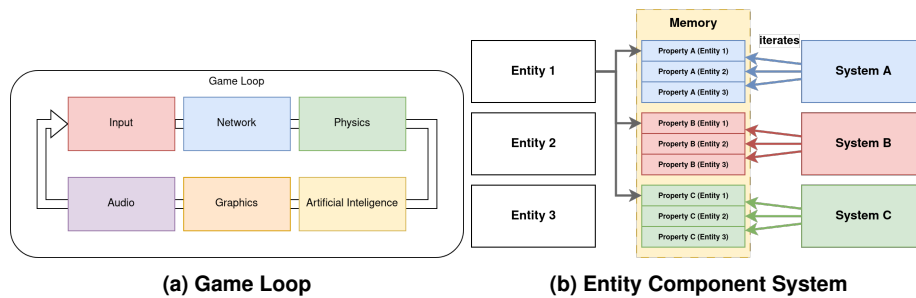 Game Loop
Input
Network
Physics
Audio
Graphics
Artificial Inteligence
(a) Game Loop
Memory
iterates
Entity 1
Entity 2
Entity 3
Property A (Entity 1)
Property A (Entity 2)
Property A (Entity 3)
Property B (Entity 1)
Property B (Entity 2)
Property B (Entity 3)
Property C (Entity 1)
Property C (Entity 2)
Property C (Entity 3)
System A
System B
System C
(b) Entity Component System